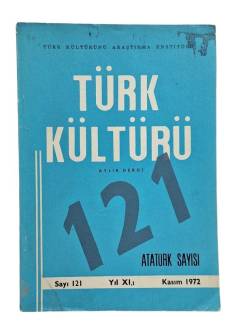 TÜRK KÜLTÜRÜNÜ ARAŞTIRMA ENSTİTÜSÜ
TÜRK
KÜLTÜRÜ
AYLIK DERGİ
121
ATATÜRK SAYISI
Sayı 121 Yıl XI,1 Kasım 1972